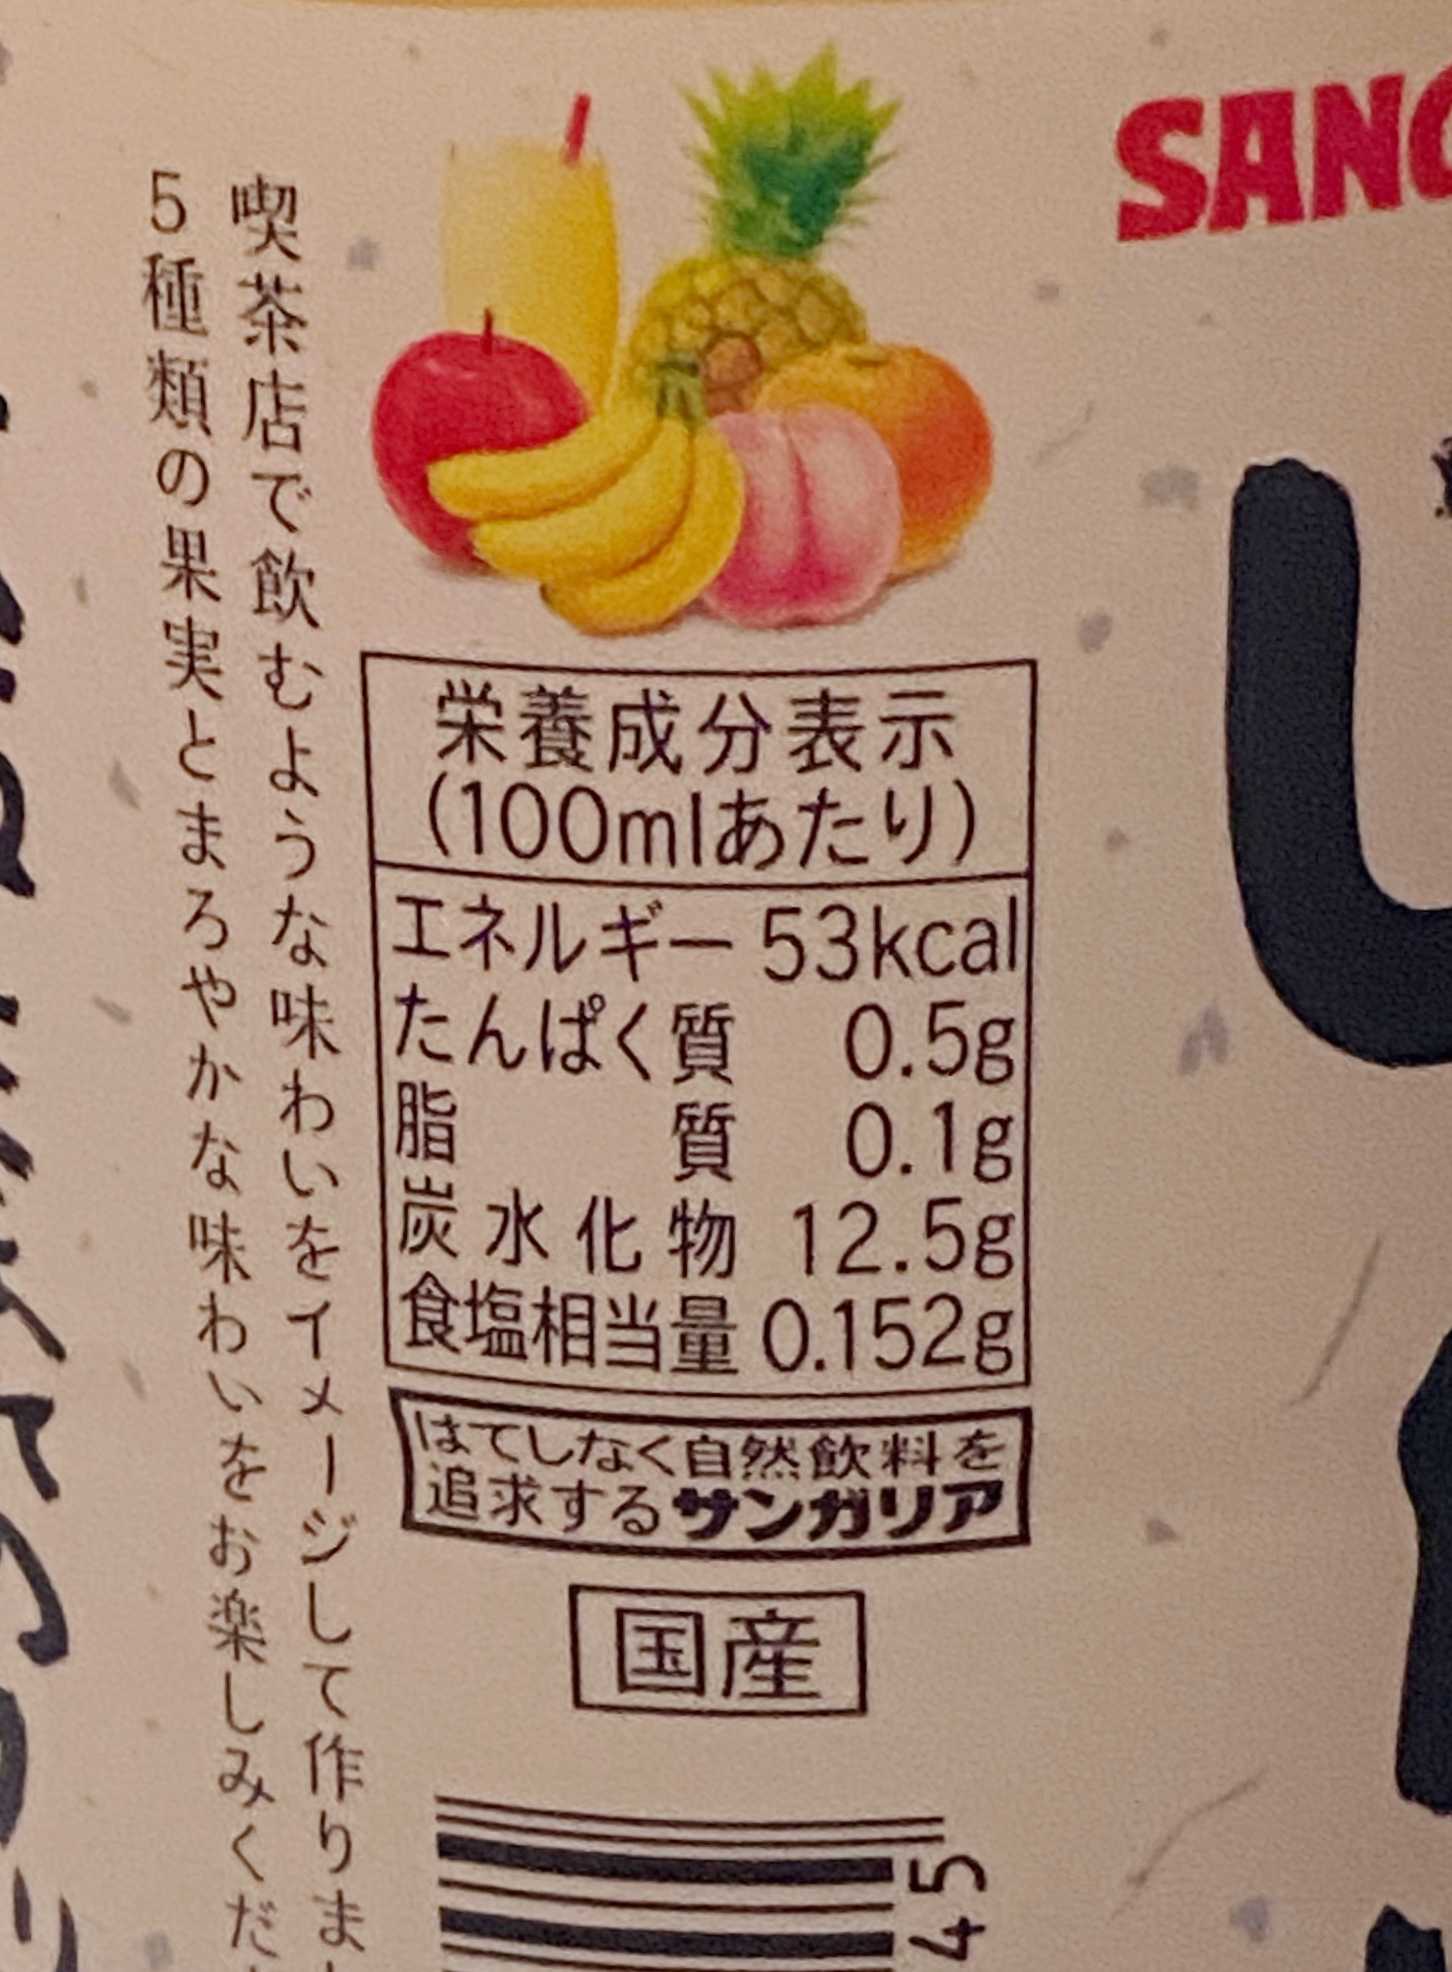 喫茶店で飲むような味わいをイメージして作りま
5種類の果実とまろやかな味わいをお楽しみくだ
SANG
栄養成分表示
(100mlあたり)
エネルギー 53kcal
たんぱく質 0.5g
脂質 0.1g
炭水化物 12.5g
食塩相当量 0.152g
はてしなく自然飲料を
追求するサンガリア
国産
45